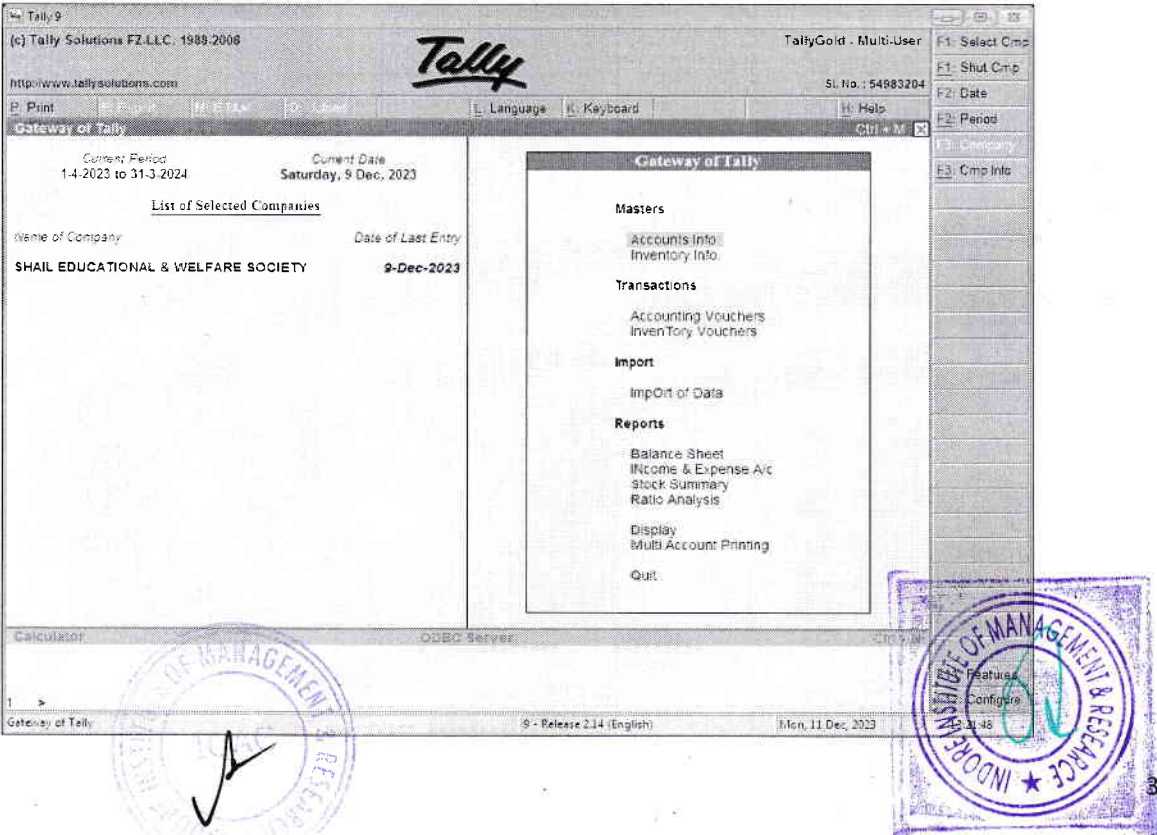 Tally 9
(c) Tally Solutions FZ-LLC, 1988-2006
Tally
TallyGold - Multi-User
http://www.tallysolutions.com
Sl. No. : 54983204
P: Print
L: Language K: Keyboard
H: Help
Gateway of Tally
Ctrl + M
Current Period
1-4-2023 to 31-3-2024
Current Date
Saturday, 9 Dec, 2023
List of Selected Companies
Name of Company
Date of Last Entry
SHAIL EDUCATIONAL & WELFARE SOCIETY
9-Dec-2023
Gateway of Tally
Masters
Accounts Info.
Inventory Info.
Transactions
Accounting Vouchers
InvenTory Vouchers
Import
ImpOrt of Data
Reports
Balance Sheet
INcome & Expense A/c
Stock Summary
Ratio Analysis
Display
Multi Account Printing
Quit
F1: Select Cmp
F1: Shut Cmp
F2: Date
F2: Period
F3: Company
F3: Cmp Info
Features
Configure
Calculator
ODBC Server
1 >
Gateway of Tally
9 - Release 2.14 (English)
Mon, 11 Dec, 2023
OF MANAGEMENT & RESEARCH
INDORE INSTITUTE OF MANAGEMENT & RESEARCH
3